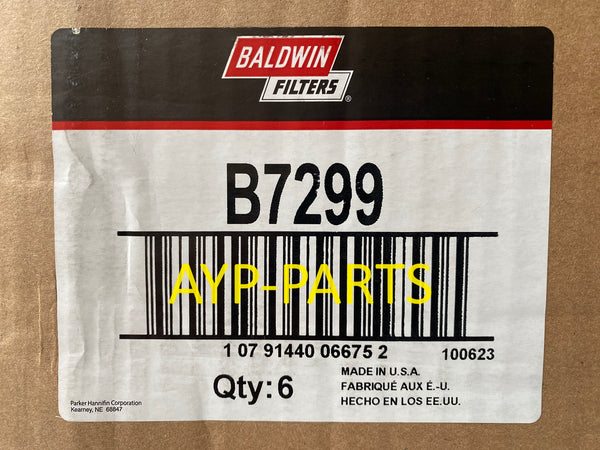 BALDWIN
FILTERS®
B7299
AYP-PARTS
1 07 91440 06675 2
100623
Qty: 6
MADE IN U.S.A.
FABRIQUÉ AUX É.-U.
HECHO EN LOS EE.UU.
Parker Hannifin Corporation
Kearney, NE 68847